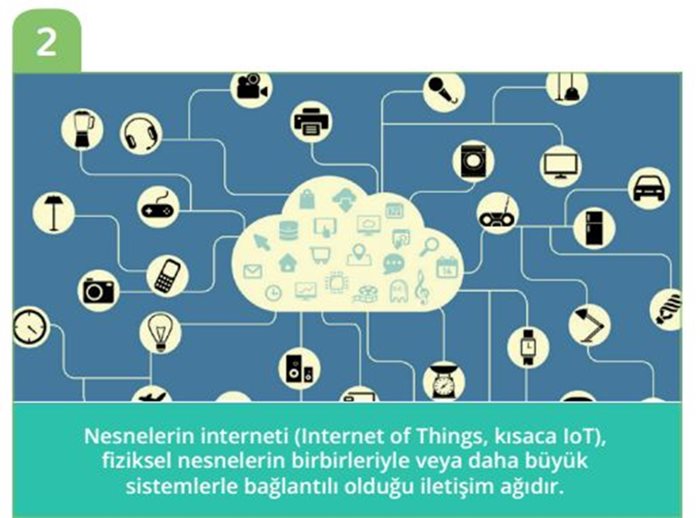 2
Nesnelerin interneti (Internet of Things, kısaca IoT),
fiziksel nesnelerin birbirleriyle veya daha büyük
sistemlerle bağlantılı olduğu iletişim ağıdır.